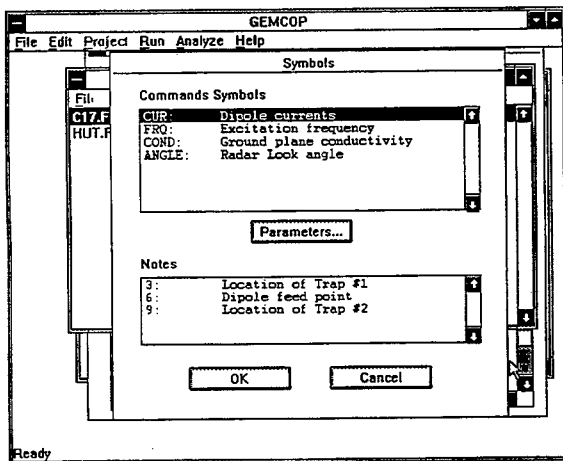 GEMCOP
File Edit Project Run Analyze Help
Symbols
Fil
C17.F
HUT.F
Commands Symbols
CUR: Dipole currents
FRQ: Excitation frequency
COND: Ground plane conductivity
ANGLE: Radar Look angle
Parameters...
Notes
3: Location of Trap #1
6: Dipole feed point
9: Location of Trap #2
OK Cancel
Ready